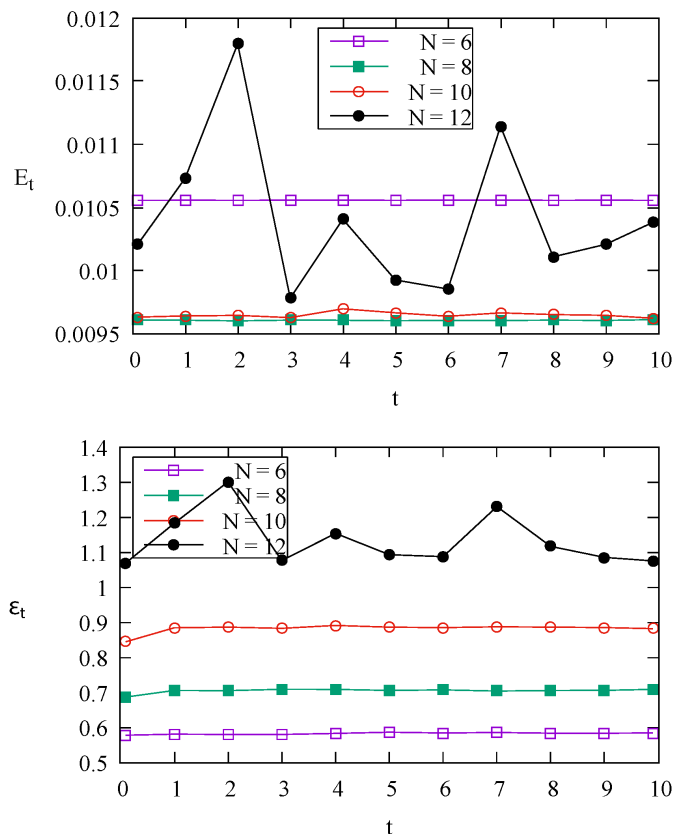 0.012
0.0115
0.011
0.0105
0.01
0.0095
E_t
N = 6
N = 8
N = 10
N = 12
0 1 2 3 4 5 6 7 8 9 10
t
1.4
1.3
1.2
1.1
1
0.9
0.8
0.7
0.6
0.5
ε_t
N = 6
N = 8
N = 10
N = 12
0 1 2 3 4 5 6 7 8 9 10
t